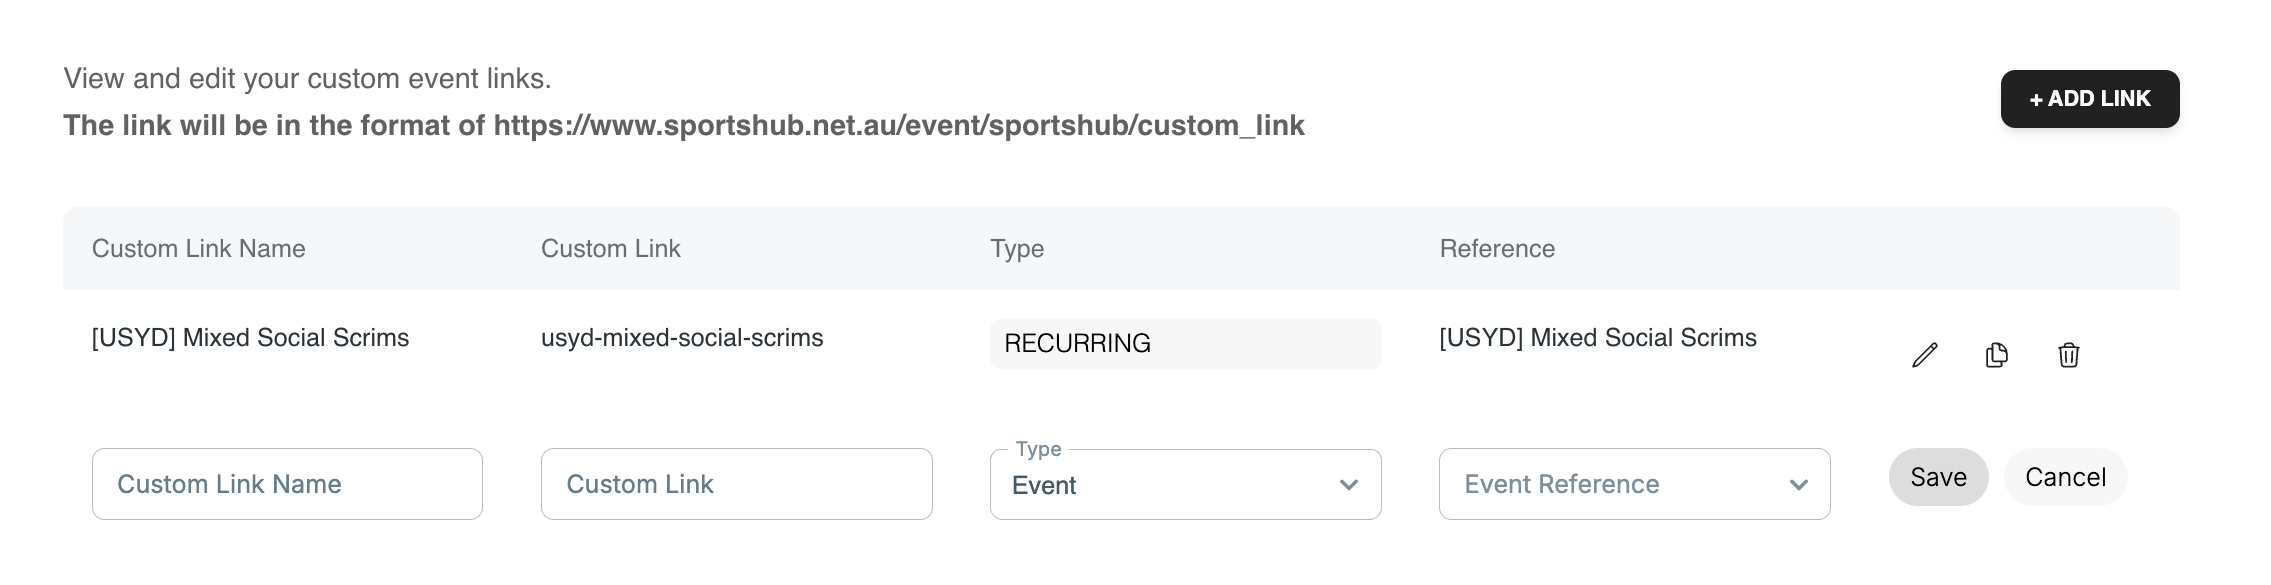 View and edit your custom event links.
The link will be in the format of https://www.sportshub.net.au/event/sportshub/custom_link
+ ADD LINK
Custom Link Name Custom Link Type Reference
[USYD] Mixed Social Scrims usyd-mixed-social-scrims RECURRING [USYD] Mixed Social Scrims
Type
Custom Link Name Custom Link Event Event Reference Save Cancel